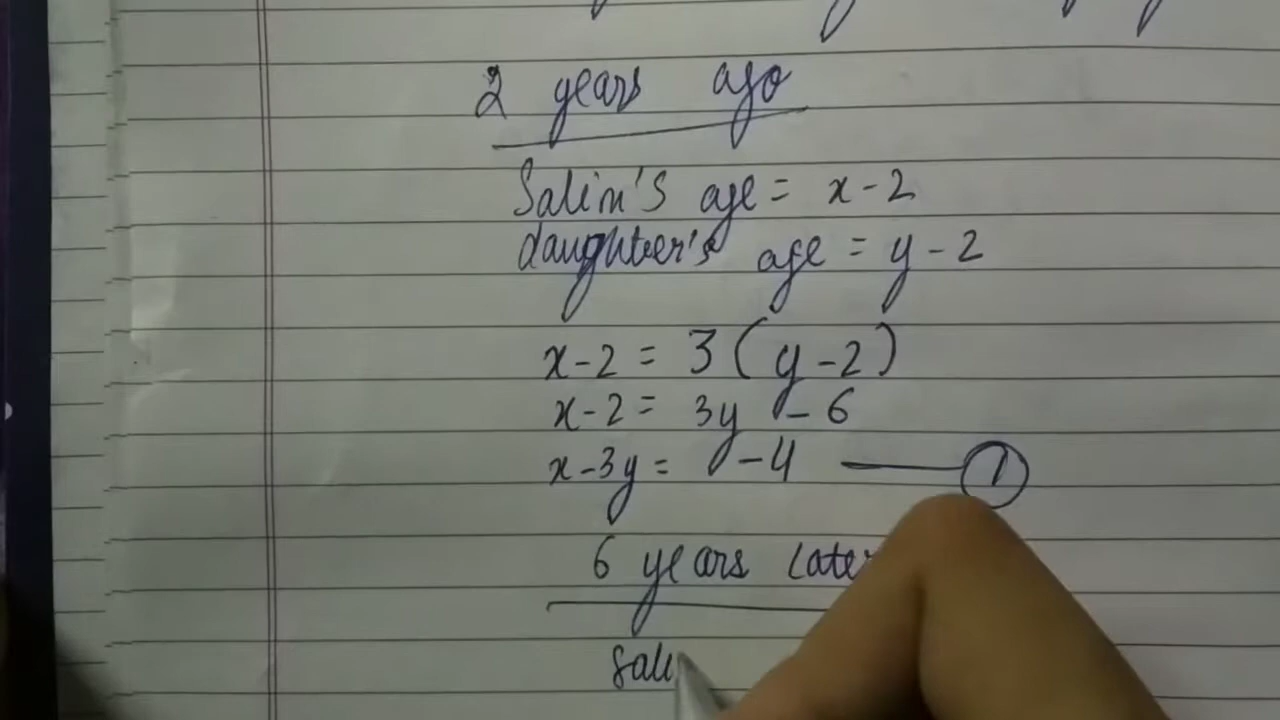 2 years ago
Salim's age = x - 2
daughter's age = y - 2
x - 2 = 3 (y - 2)
x - 2 = 3y - 6
x - 3y = -4 — 1
6 years later
Sali